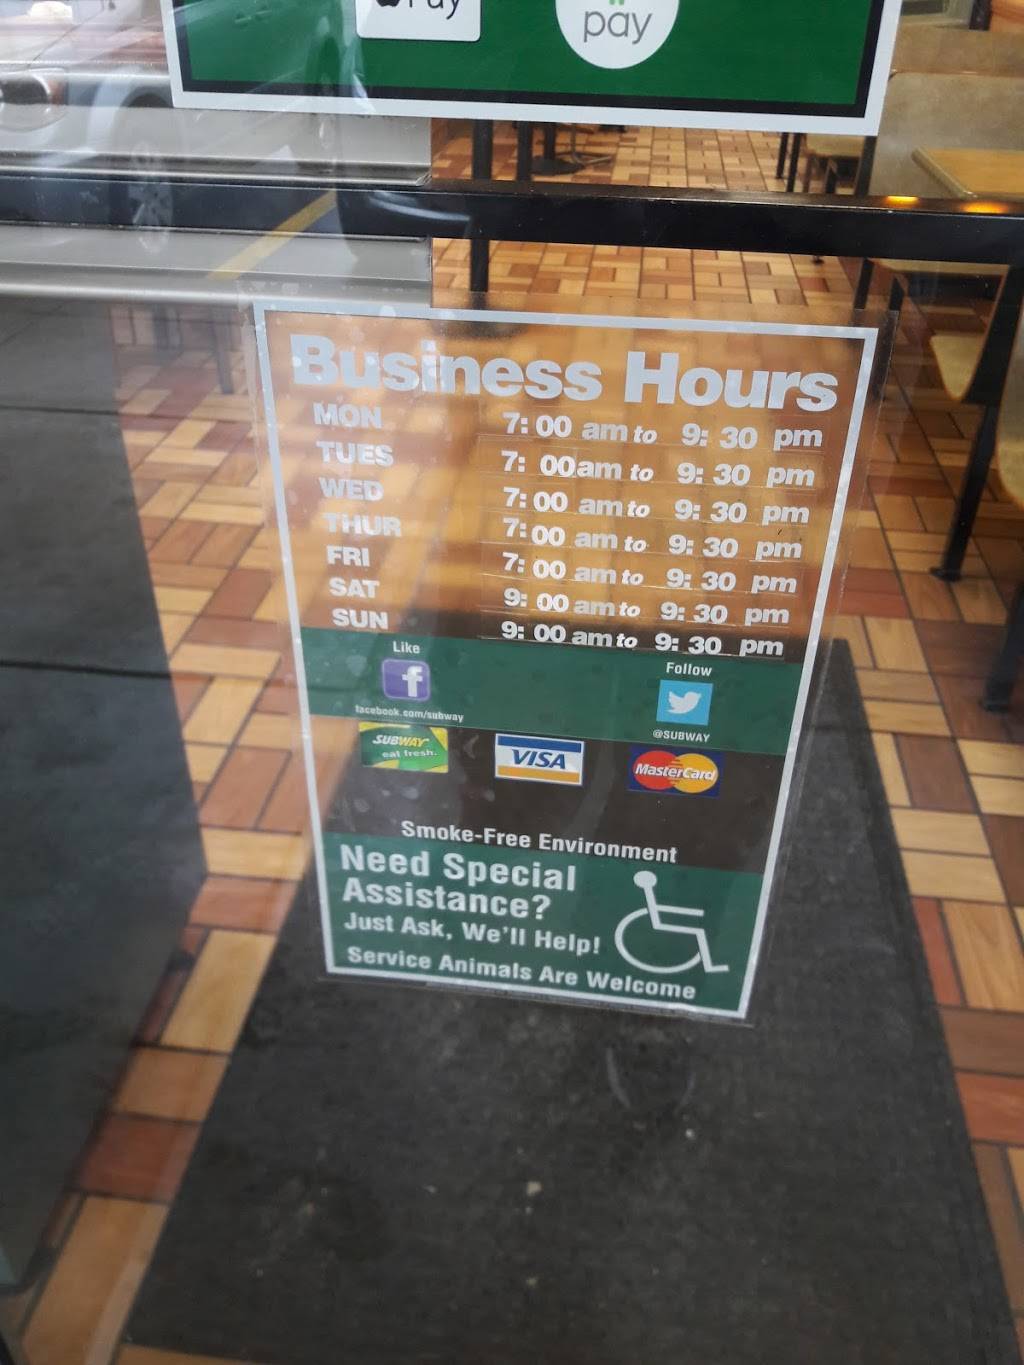 Pay
pay
Business Hours
MON 7:00 am to 9:30 pm
TUES 7:00am to 9:30 pm
WED 7:00 am to 9:30 pm
THUR 7:00 am to 9:30 pm
FRI 7:00 am to 9:30 pm
SAT 9:00 am to 9:30 pm
SUN 9:00 am to 9:30 pm
Like Follow
f
facebook.com/subway @SUBWAY
SUBWAY VISA MasterCard
eat fresh.
Smoke-Free Environment
Need Special
Assistance?
Just Ask, We'll Help!
Service Animals Are Welcome